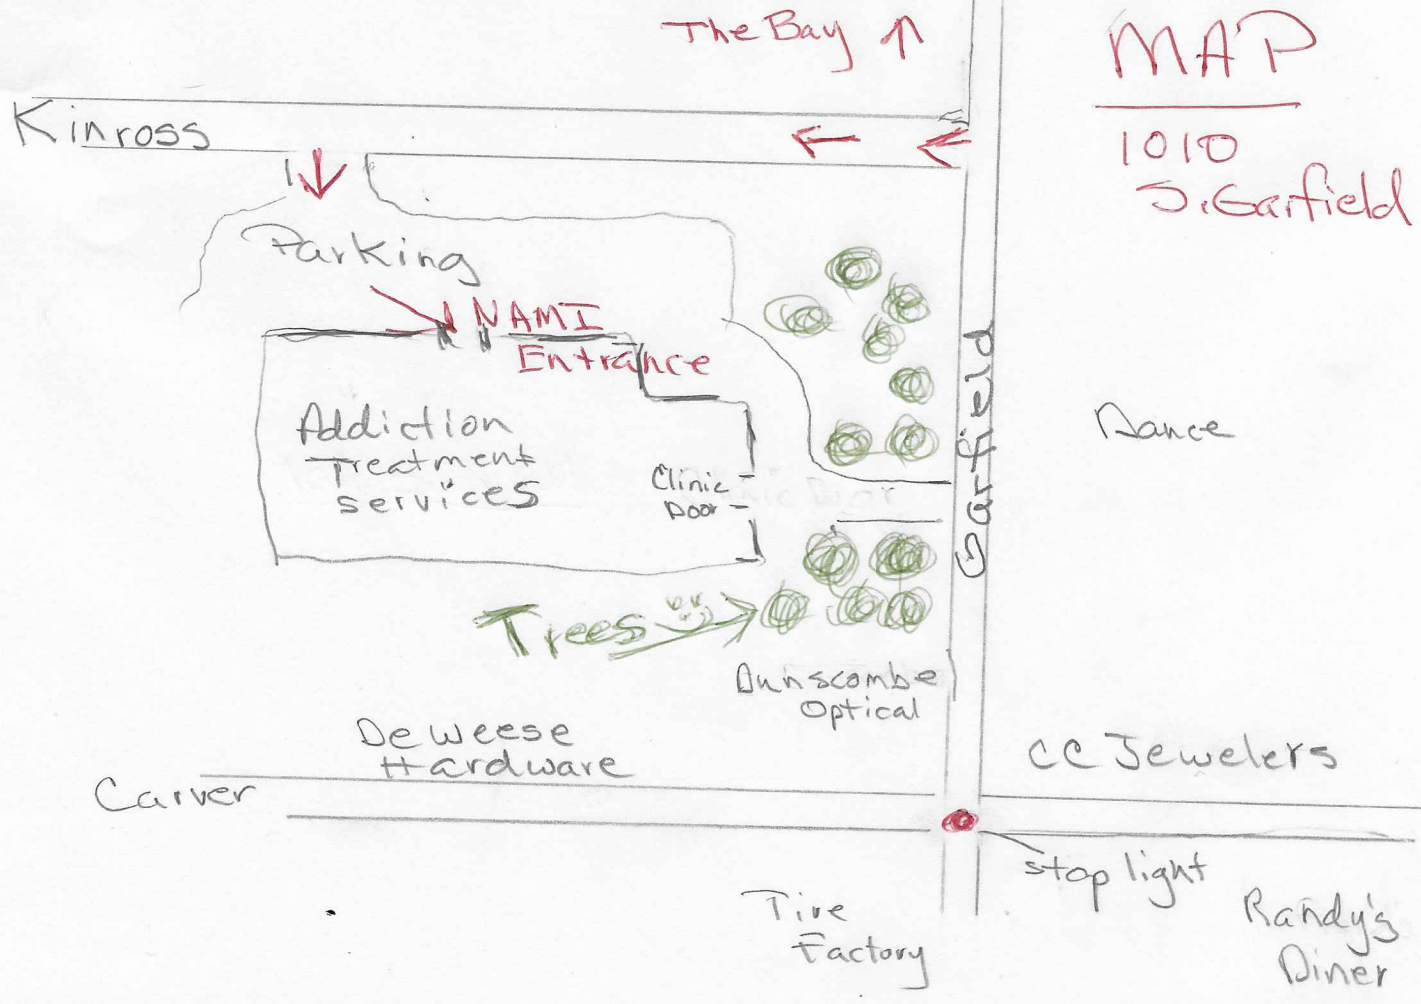 The Bay
MAP
1010
S. Garfield
Kinross
Parking
NAMI
Entrance
Addiction
Treatment
services
Clinic
Door
Garfield
Dance
Trees
Dunscombe
Optical
DeWeese
Hardware
CC Jewelers
Carver
stop light
Tire
Factory
Randy's
Diner